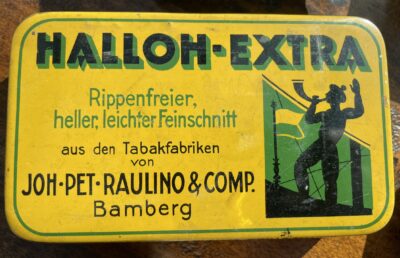 HALLOH-EXTRA
Rippenfreier,
heller, leichter Feinschnitt
aus den Tabakfabriken
von
JOH·PET·RAULINO & COMP.
Bamberg